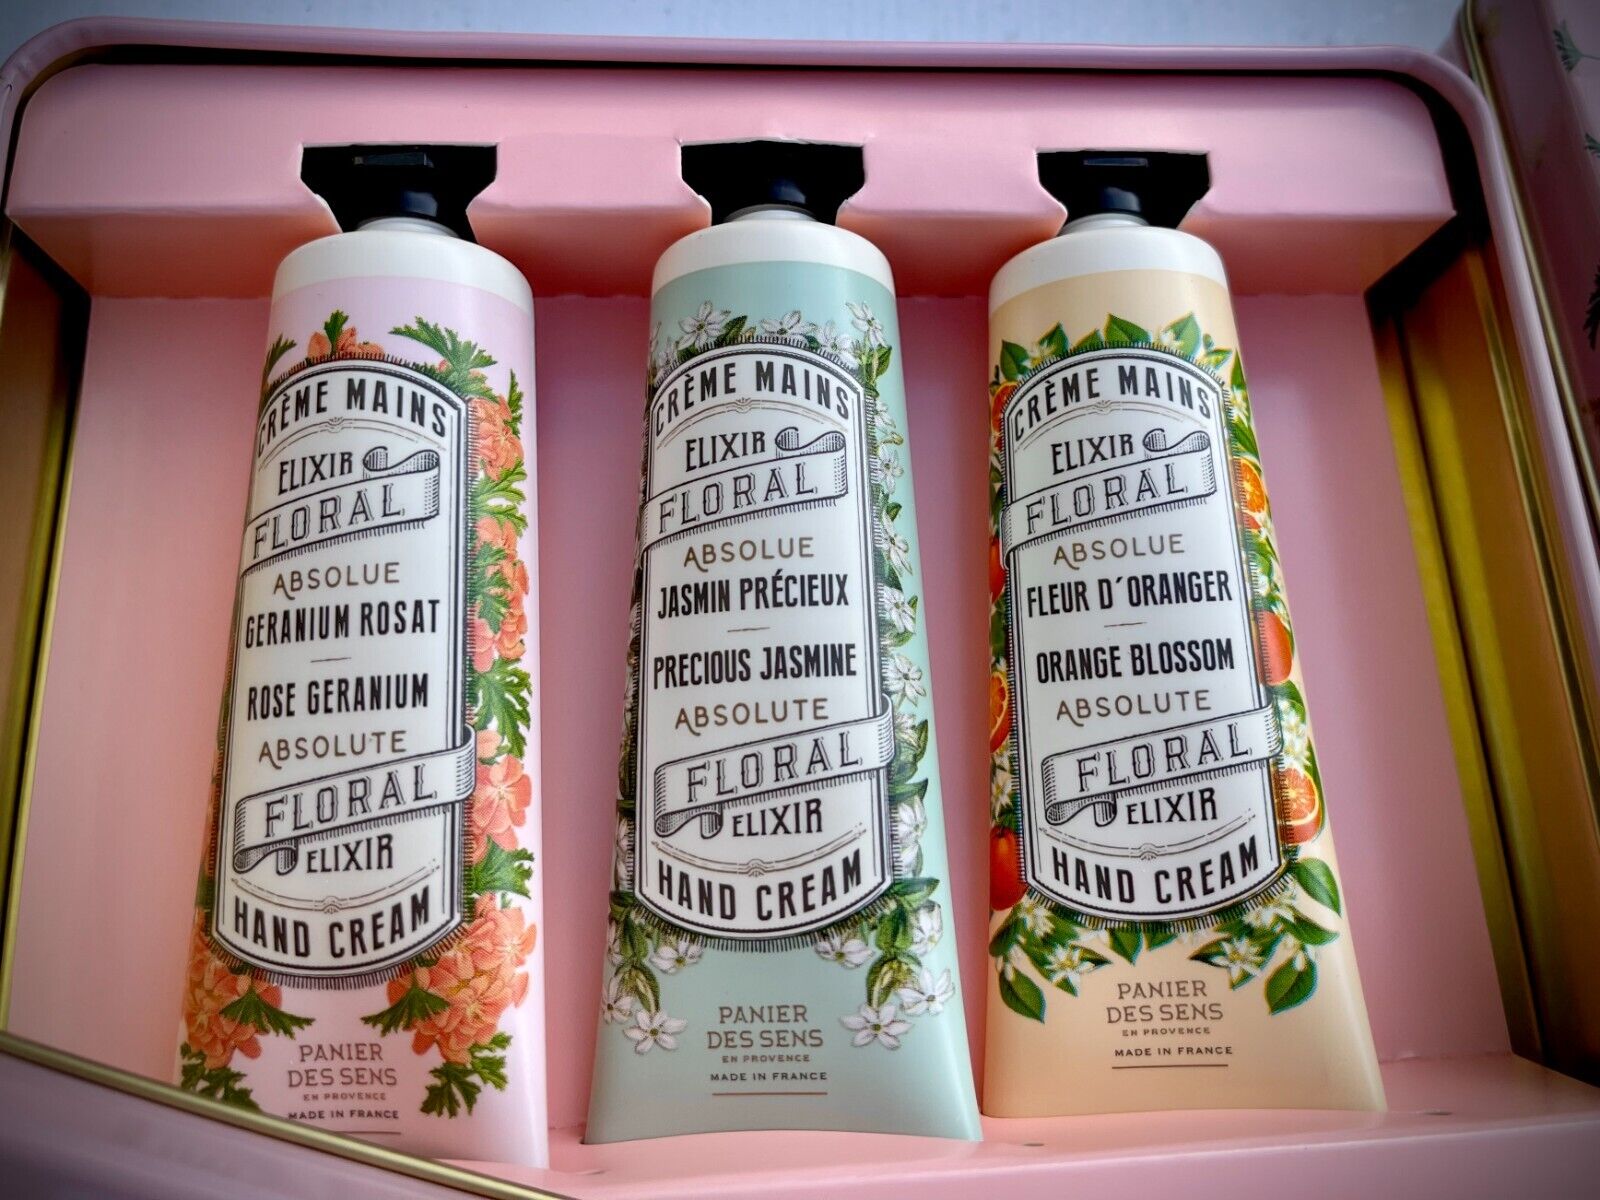 CRÈME MAINS
ELIXIR
FLORAL
ABSOLUE
GERANIUM ROSAT
ROSE GERANIUM
ABSOLUTE
FLORAL
ELIXIR
HAND CREAM
PANIER
DES SENS
EN PROVENCE
MADE IN FRANCE
CRÈME MAINS
ELIXIR
FLORAL
ABSOLUE
JASMIN PRÉCIEUX
PRECIOUS JASMINE
ABSOLUTE
FLORAL
ELIXIR
HAND CREAM
PANIER
DES SENS
EN PROVENCE
MADE IN FRANCE
CRÈME MAINS
ELIXIR
FLORAL
ABSOLUE
FLEUR D'ORANGER
ORANGE BLOSSOM
ABSOLUTE
FLORAL
ELIXIR
HAND CREAM
PANIER
DES SENS
EN PROVENCE
MADE IN FRANCE